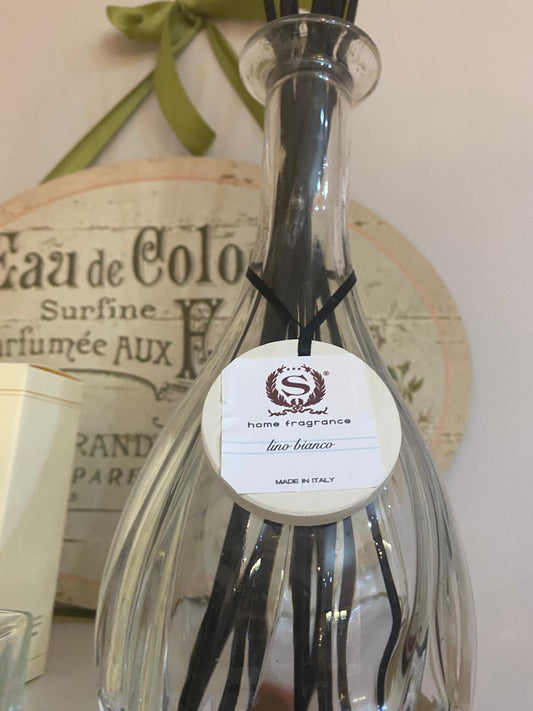 Eau de Colo
Surfine
rfumée AUX F
RAND
PARF
S
®
home fragrance
lino bianco
MADE IN ITALY